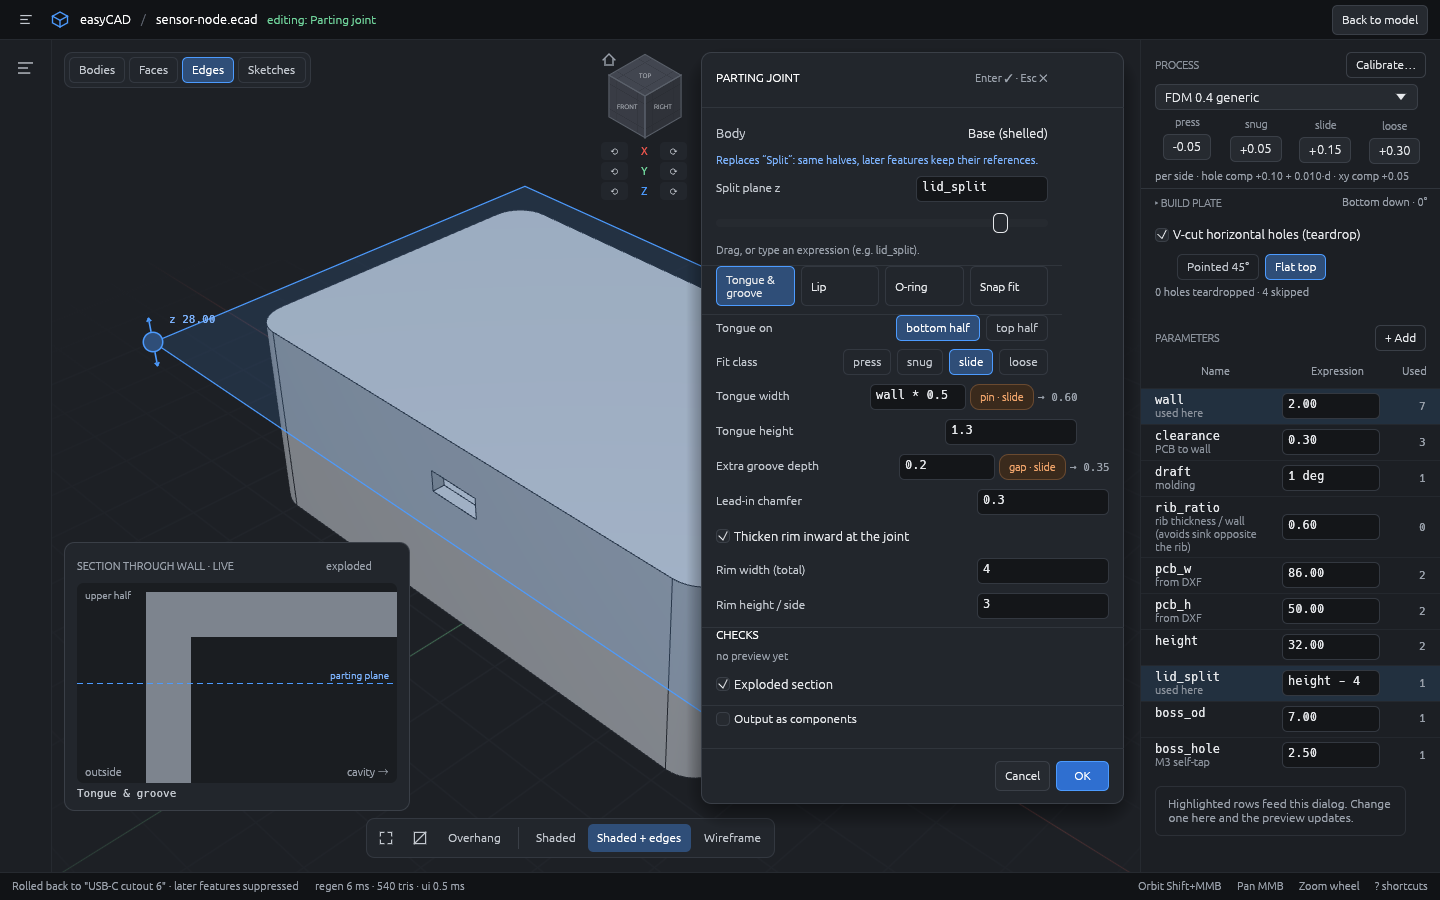 easyCAD / sensor-node.ecad editing: Parting joint
Back to model
Bodies Faces Edges Sketches
TOP
FRONT RIGHT
X
Y
Z
z 28.00
SECTION THROUGH WALL · LIVE exploded
upper half
parting plane
outside cavity →
Tongue & groove
Overhang Shaded Shaded + edges Wireframe
PARTING JOINT Enter ✓ · Esc ✕
Body Base (shelled)
Replaces "Split": same halves, later features keep their references.
Split plane z lid_split
Drag, or type an expression (e.g. lid_split).
Tongue &
groove
Lip O-ring Snap fit
Tongue on bottom half top half
Fit class press snug slide loose
Tongue width wall * 0.5 pin · slide → 0.60
Tongue height 1.3
Extra groove depth 0.2 gap · slide → 0.35
Lead-in chamfer 0.3
Thicken rim inward at the joint
Rim width (total) 4
Rim height / side 3
CHECKS
no preview yet
Exploded section
Output as components
Cancel OK
PROCESS Calibrate...
FDM 0.4 generic
press snug slide loose
-0.05 +0.05 +0.15 +0.30
per side · hole comp +0.10 + 0.010·d · xy comp +0.05
BUILD PLATE Bottom down · 0°
V-cut horizontal holes (teardrop)
Pointed 45° Flat top
0 holes teardropped · 4 skipped
PARAMETERS + Add
Name Expression Used
wall 2.00 7
used here
clearance 0.30 3
PCB to wall
draft 1 deg 1
molding
rib_ratio 0.60 0
rib thickness / wall
(avoids sink opposite
the rib)
pcb_w 86.00 2
from DXF
pcb_h 50.00 2
from DXF
height 32.00 2
lid_split height - 4 1
used here
boss_od 7.00 1
boss_hole 2.50 1
M3 self-tap
Highlighted rows feed this dialog. Change
one here and the preview updates.
Rolled back to "USB-C cutout 6" · later features suppressed regen 6 ms · 540 tris · ui 0.5 ms
Orbit Shift+MMB Pan MMB Zoom wheel ? shortcuts